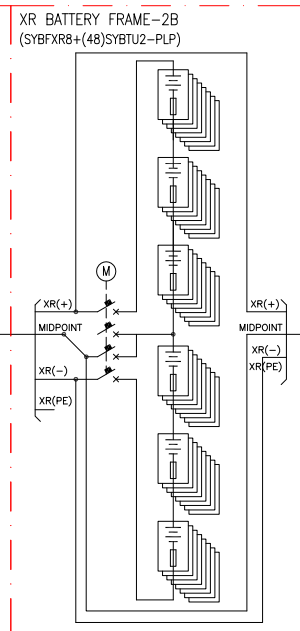 XR BATTERY FRAME-2B
(SYBFXR8+(48)SYBTU2-PLP)
M
XR(+)
MIDPOINT
XR(-)
XR(PE)
XR(+)
MIDPOINT
XR(-)
XR(PE)